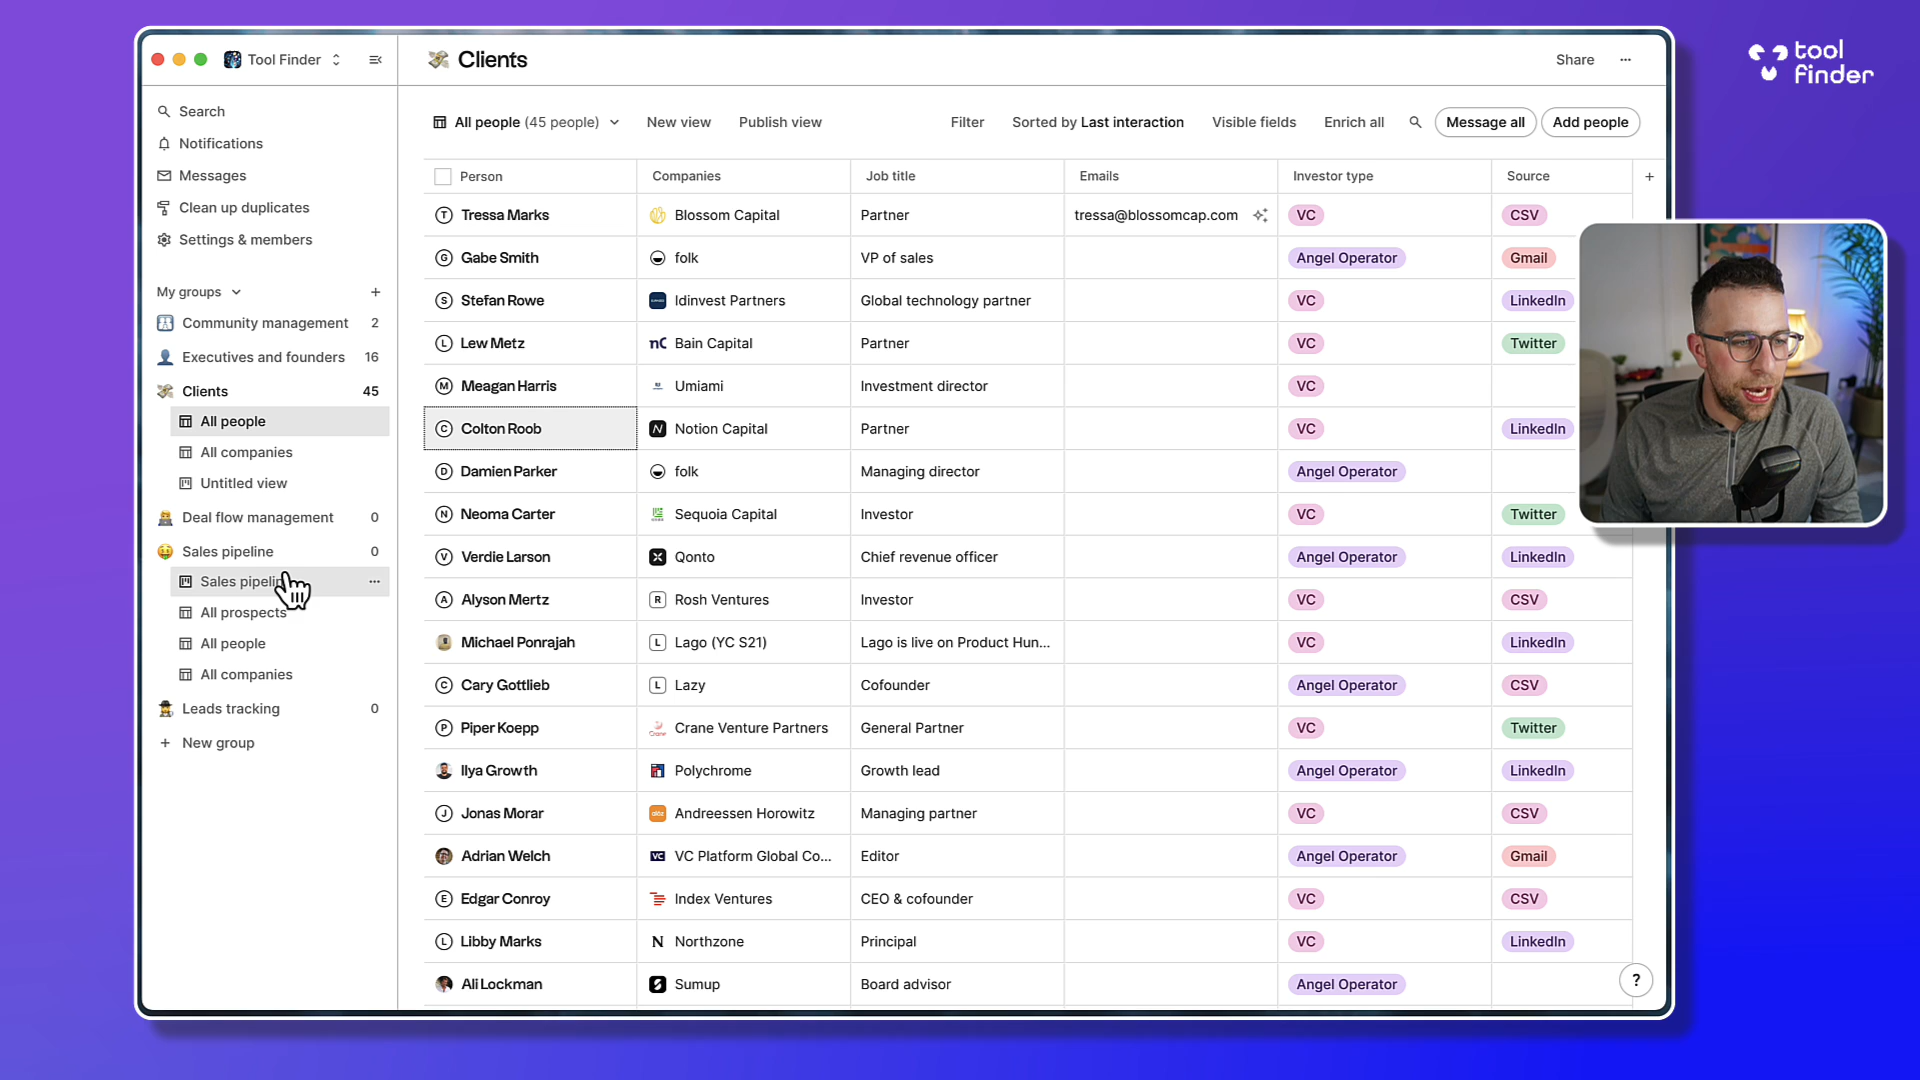 Tool Finder
Clients
Share
tool
finder
Search
Notifications
Messages
Clean up duplicates
Settings & members
My groups
Community management 2
Executives and founders 16
Clients 45
All people
All companies
Untitled view
Deal flow management 0
Sales pipeline 0
Sales pipelin
All prospects
All people
All companies
Leads tracking 0
+ New group
All people (45 people) New view Publish view Filter Sorted by Last interaction Visible fields Enrich all Message all Add people
Person Companies Job title Emails Investor type Source +
T Tressa Marks Blossom Capital Partner tressa@blossomcap.com VC CSV
G Gabe Smith folk VP of sales Angel Operator Gmail
S Stefan Rowe Idinvest Partners Global technology partner VC LinkedIn
L Lew Metz nC Bain Capital Partner VC Twitter
M Meagan Harris Umiami Investment director VC
C Colton Roob N Notion Capital Partner VC LinkedIn
D Damien Parker folk Managing director Angel Operator
N Neoma Carter Sequoia Capital Investor VC Twitter
V Verdie Larson Qonto Chief revenue officer Angel Operator LinkedIn
A Alyson Mertz R Rosh Ventures Investor VC CSV
Michael Ponrajah L Lago (YC S21) Lago is live on Product Hun... VC LinkedIn
C Cary Gottlieb L Lazy Cofounder Angel Operator CSV
P Piper Koepp Crane Crane Venture Partners General Partner VC Twitter
Ilya Growth Polychrome Growth lead Angel Operator LinkedIn
J Jonas Morar a16z Andreessen Horowitz Managing partner VC CSV
Adrian Welch VC VC Platform Global Co... Editor Angel Operator Gmail
E Edgar Conroy Index Ventures CEO & cofounder VC CSV
L Libby Marks N Northzone Principal VC LinkedIn
Ali Lockman Sumup Board advisor Angel Operator
?